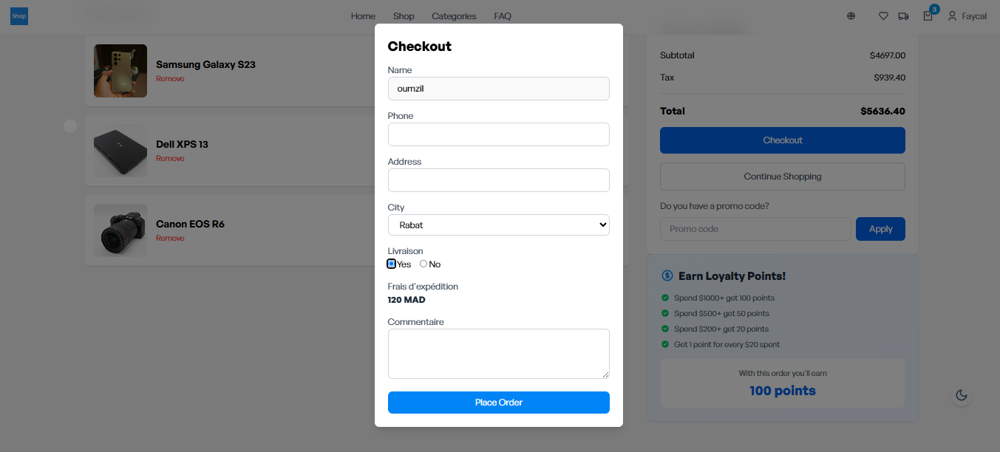 Shop
Home
Shop
Categories
FAQ
3
Faycal
Samsung Galaxy S23
Remove
Dell XPS 13
Remove
Canon EOS R6
Remove
Checkout
Name
oumzil
Phone
Address
City
Rabat
Livraison
Yes No
Frais d'expédition
120 MAD
Commentaire
Place Order
Subtotal $4697.00
Tax $939.40
Total $5636.40
Checkout
Continue Shopping
Do you have a promo code?
Promo code Apply
Earn Loyalty Points!
Spend $1000+ get 100 points
Spend $500+ get 50 points
Spend $200+ get 20 points
Get 1 point for every $20 spent
With this order you'll earn
100 points